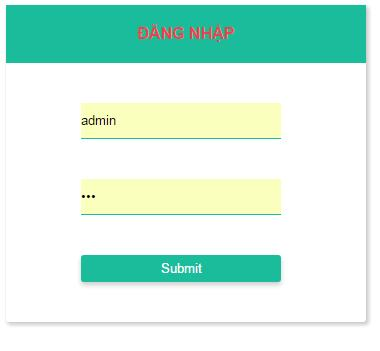 ĐĂNG NHẬP
admin
•••
Submit